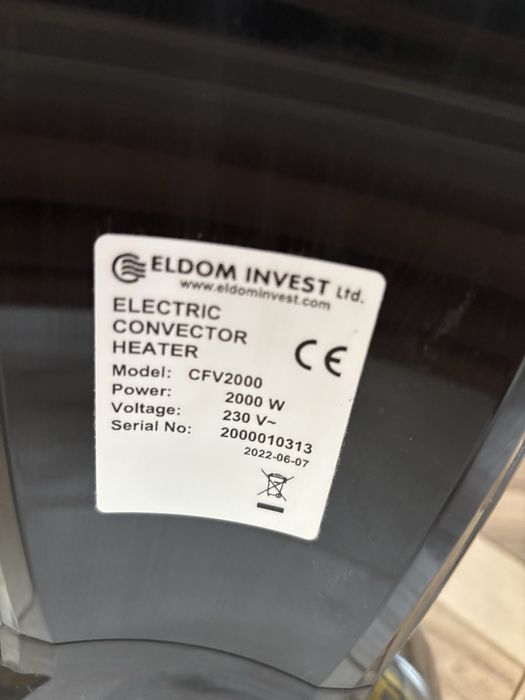 ELDOM INVEST Ltd.
www.eldominvest.com
ELECTRIC
CONVECTOR
HEATER
CE
Model: CFV2000
Power: 2000 W
Voltage: 230 V~
Serial No: 2000010313
2022-06-07